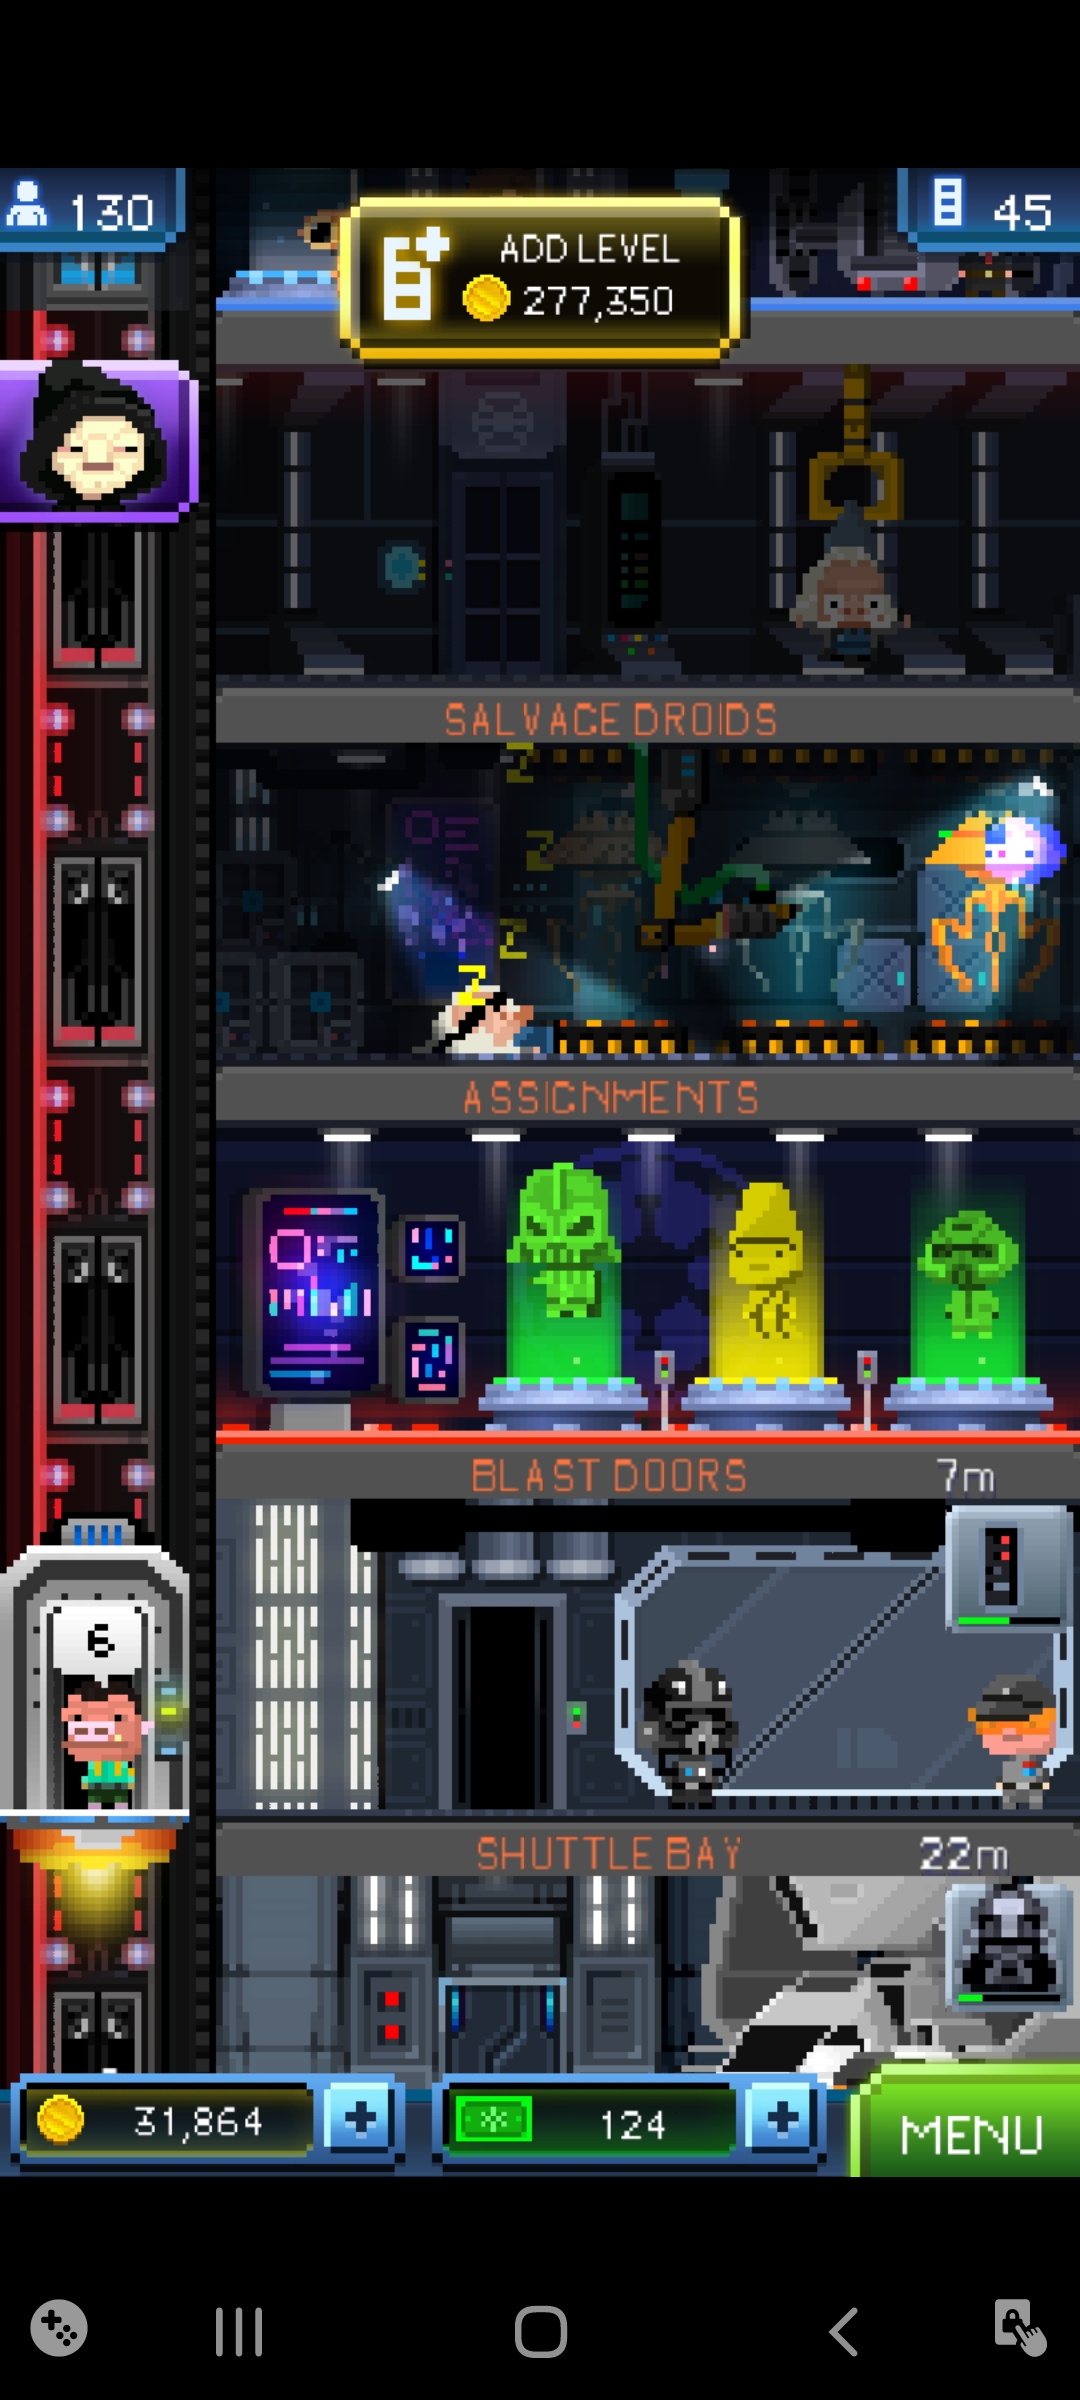 130
45
ADD LEVEL
277,350
SALVAGE DROIDS
Z
Z
Z
Z
ASSIGNMENTS
BLAST DOORS 7m
6
SHUTTLE BAY 22m
31,864
124
MENU